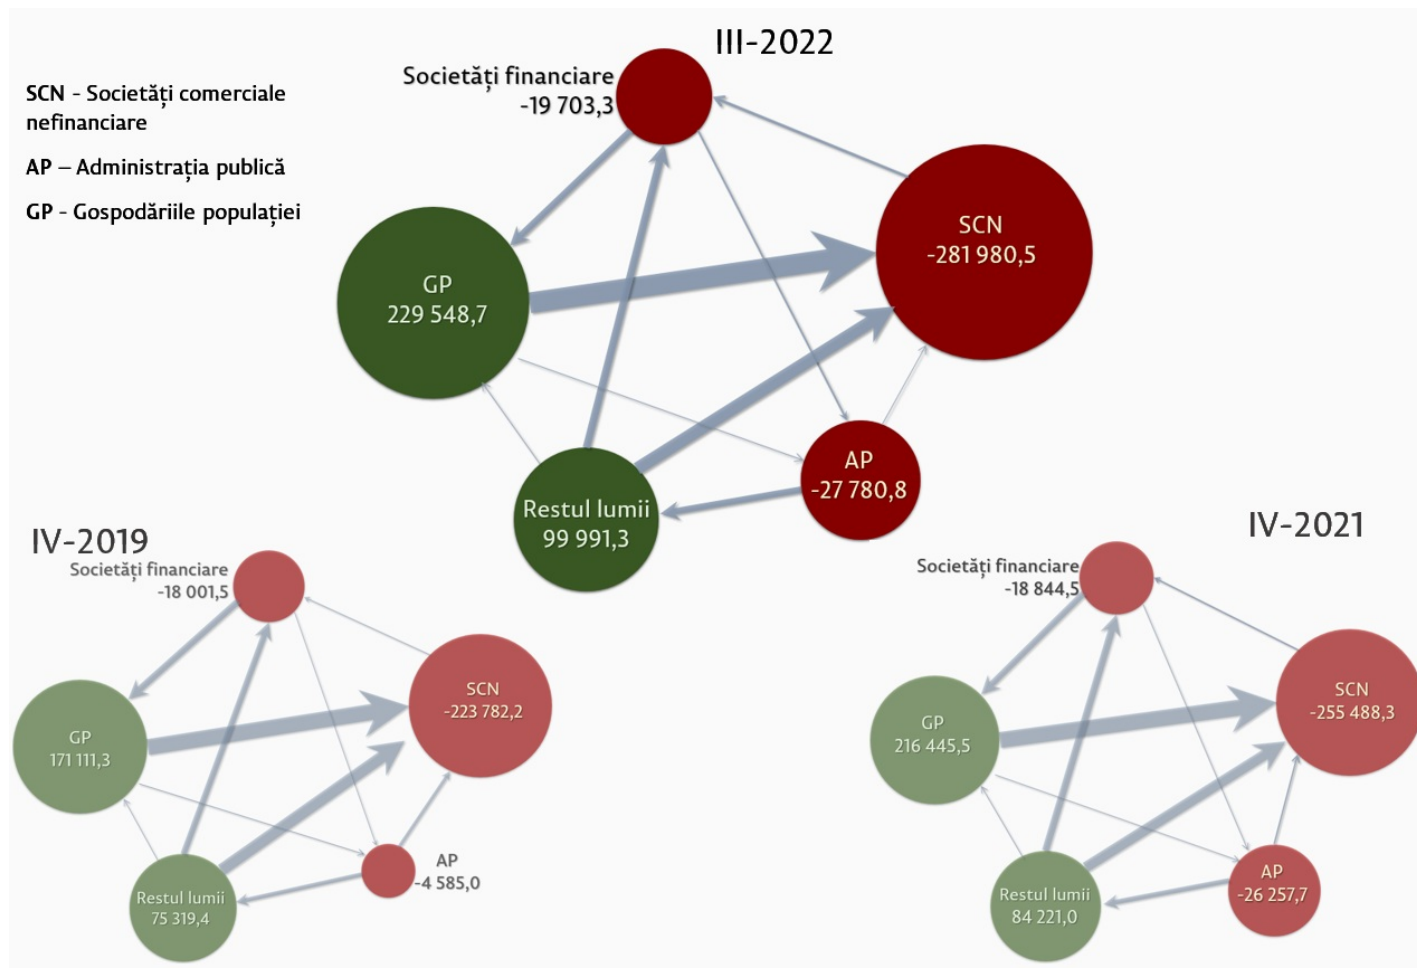 III-2022
SCN - Societăți comerciale
nefinanciare
AP – Administrația publică
GP - Gospodăriile populației
Societăți financiare
-19 703,3
SCN
-281 980,5
GP
229 548,7
AP
-27 780,8
Restul lumii
99 991,3
IV-2019
Societăți financiare
-18 001,5
SCN
-223 782,2
GP
171 111,3
AP
-4 585,0
Restul lumii
75 319,4
IV-2021
Societăți financiare
-18 844,5
SCN
-255 488,3
GP
216 445,5
AP
-26 257,7
Restul lumii
84 221,0